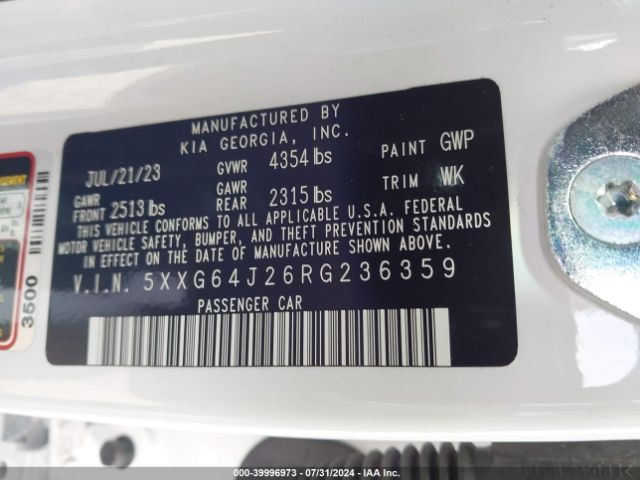 MANUFACTURED BY
KIA GEORGIA, INC.
JUL/21/23 GVWR 4354 lbs PAINT GWP
GAWR FRONT 2513 lbs GAWR REAR 2315 lbs TRIM WK
THIS VEHICLE CONFORMS TO ALL APPLICABLE U.S.A. FEDERAL
MOTOR VEHICLE SAFETY, BUMPER, AND THEFT PREVENTION STANDARDS
IN EFFECT ON THE DATE OF MANUFACTURE SHOWN ABOVE.
V.I.N. 5XXG64J26RG236359
PASSENGER CAR
3500
000-39996973 | 07/31/2024 | IAA Inc.